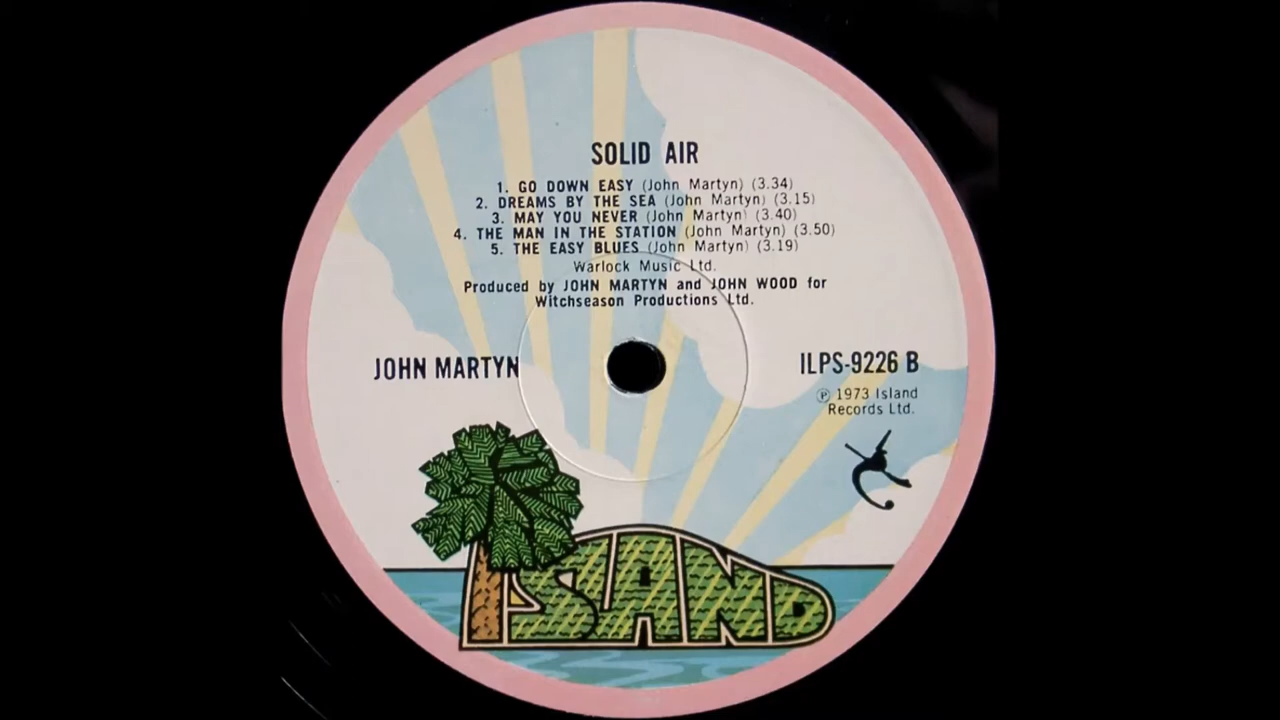 SOLID AIR
1. GO DOWN EASY (John Martyn) (3.34)
2. DREAMS BY THE SEA (John Martyn) (3.15)
3. MAY YOU NEVER (John Martyn) (3.40)
4. THE MAN IN THE STATION (John Martyn) (3.50)
5. THE EASY BLUES (John Martyn) (3.19)
Warlock Music Ltd.
Produced by JOHN MARTYN and JOHN WOOD for
Witchseason Productions Ltd.
JOHN MARTYN
ILPS-9226 B
℗ 1973 Island
Records Ltd.
ISLAND